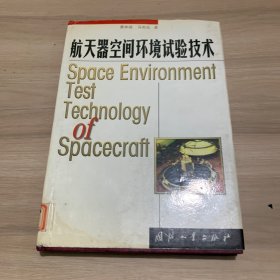 航天器空间环境试验技术
Space Environment
Test
Technology
of
Spacecraft
国防工业出版社